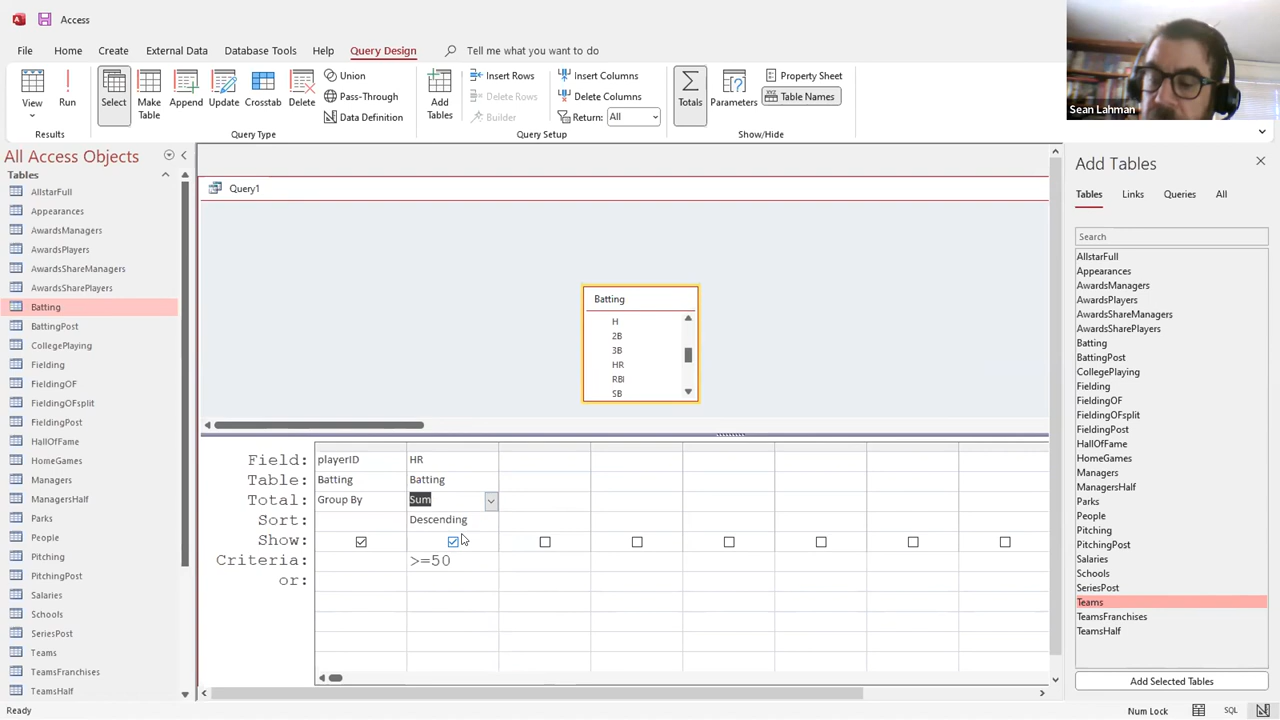 Access
File Home Create External Data Database Tools Help Query Design Tell me what you want to do
View
Run
Results
Select
Make Table
Append
Update
Crosstab
Delete
Union
Pass-Through
Data Definition
Query Type
Add Tables
Insert Rows
Delete Rows
Builder
Insert Columns
Delete Columns
Return: All
Query Setup
Totals
Parameters
Property Sheet
XYZ Table Names
Show/Hide
Sean Lahman
All Access Objects
Tables
AllstarFull
Appearances
AwardsManagers
AwardsPlayers
AwardsShareManagers
AwardsSharePlayers
Batting
BattingPost
CollegePlaying
Fielding
FieldingOF
FieldingOFsplit
FieldingPost
HallOfFame
HomeGames
Managers
ManagersHalf
Parks
People
Pitching
PitchingPost
Salaries
Schools
SeriesPost
Teams
TeamsFranchises
TeamsHalf
Query1
Batting
H
2B
3B
HR
RBI
SB
Field: playerID HR
Table: Batting Batting
Total: Group By Sum
Sort: Descending
Show:
Criteria: >=50
or:
Add Tables
Tables Links Queries All
Search
AllstarFull
Appearances
AwardsManagers
AwardsPlayers
AwardsShareManagers
AwardsSharePlayers
Batting
BattingPost
CollegePlaying
Fielding
FieldingOF
FieldingOFsplit
FieldingPost
HallOfFame
HomeGames
Managers
ManagersHalf
Parks
People
Pitching
PitchingPost
Salaries
Schools
SeriesPost
Teams
TeamsFranchises
TeamsHalf
Add Selected Tables
Ready
Num Lock
SQL